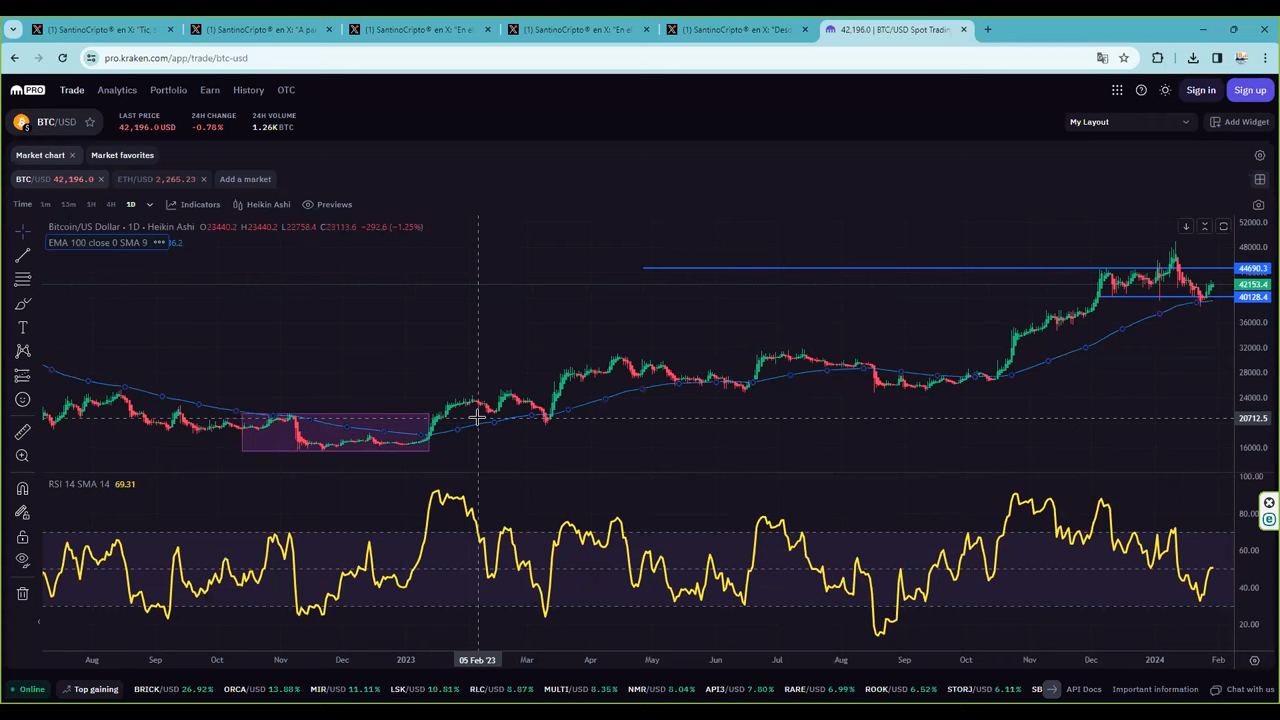 (1) SantinoCripto® en X: "Tic, s
(1) SantinoCripto® en X: "A par
(1) SantinoCripto® en X: "En el
(1) SantinoCripto® en X: "En el
(1) SantinoCripto® en X: "Desc
42,196.0 | BTC/USD Spot Trading
pro.kraken.com/app/trade/btc-usd
PRO Trade Analytics Portfolio Earn History OTC Sign in Sign up
BTC/USD LAST PRICE 24H CHANGE 24H VOLUME
42,196.0 USD -0.78% 1.26K BTC
My Layout Add Widget
Market chart Market favorites
BTC/USD 42,196.0 ETH/USD 2,265.23 Add a market
Time 1m 15m 1H 4H 1D Indicators Heikin Ashi Previews
Bitcoin/US Dollar · 1D · Heikin Ashi O23440.2 H23440.2 L22758.4 C23113.6 −292.6 (−1.25%)
EMA 100 close 0 SMA 9 ••• 6.2
52000.0
48000.0
44690.3
42153.4
40128.4
36000.0
32000.0
28000.0
24000.0
20712.5
16000.0
RSI 14 SMA 14 69.31
100.00
80.00
60.00
40.00
20.00
Aug Sep Oct Nov Dec 2023 05 Feb '23 Mar Apr May Jun Jul Aug Sep Oct Nov Dec 2024 Feb
Online Top gaining BRICK/USD 26.92% ORCA/USD 13.88% MIR/USD 11.11% LSK/USD 10.81% RLC/USD 8.87% MULTI/USD 8.35% NMR/USD 8.04% API3/USD 7.80% RARE/USD 6.99% ROOK/USD 6.52% STORJ/USD 6.11% SB API Docs Important information Chat with us